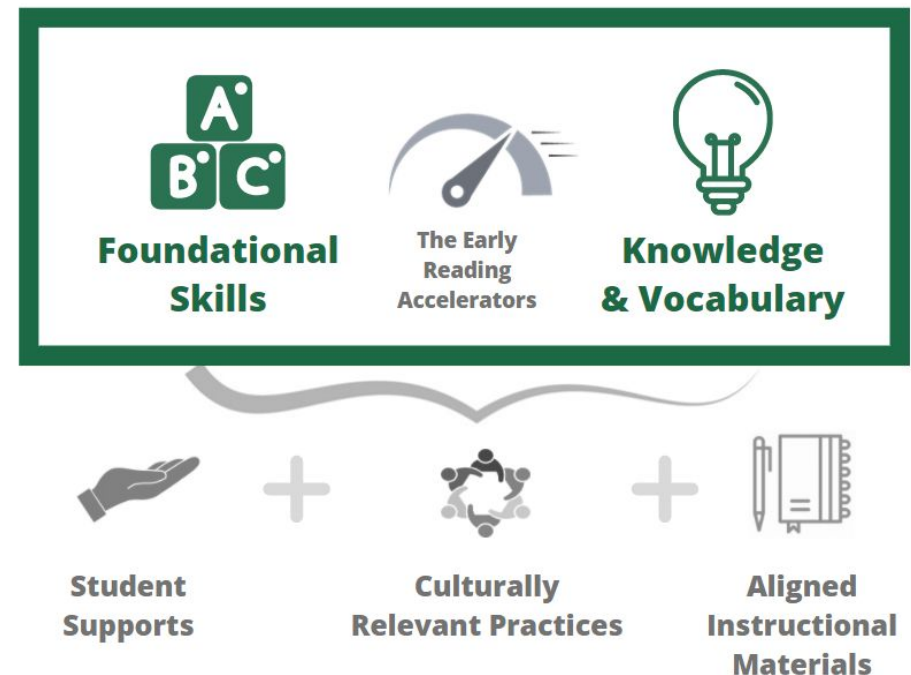 A
B C
Foundational
Skills
The Early
Reading
Accelerators
Knowledge
& Vocabulary
Student
Supports
Culturally
Relevant Practices
Aligned
Instructional
Materials